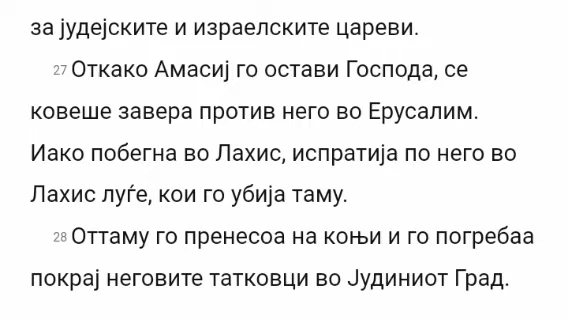 за јудејските и израелските цареви.
27 Откако Амасиј го остави Господа, се
ковеше завера против него во Ерусалим.
Иако побегна во Лахис, испратија по него во
Лахис луѓе, кои го убија таму.
28 Оттаму го пренесоа на коњи и го погребаа
покрај неговите татковци во Јудиниот Град.